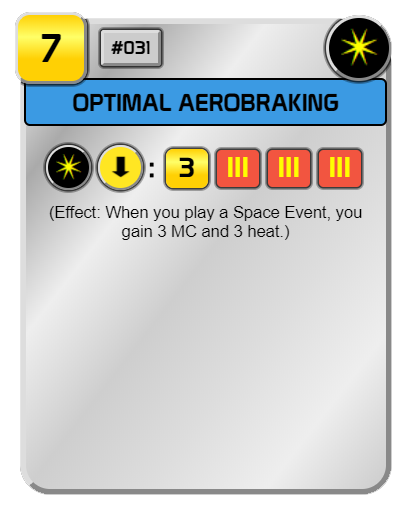 7
#031
OPTIMAL AEROBRAKING
: 3
(Effect: When you play a Space Event, you
gain 3 MC and 3 heat.)